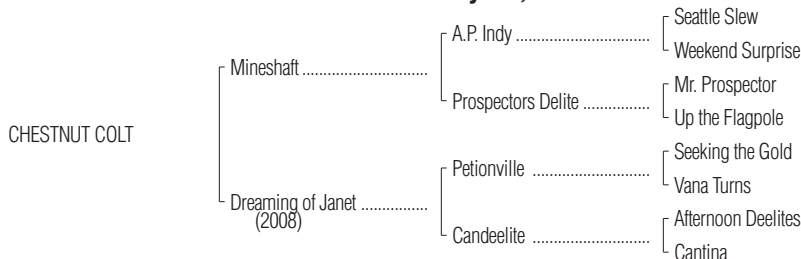 Seattle Slew
A.P. Indy ................................
Weekend Surprise
Mineshaft ..............................
Mr. Prospector
Prospectors Delite ................
Up the Flagpole
CHESTNUT COLT
Seeking the Gold
Petionville ............................
Vana Turns
Dreaming of Janet ................
(2008)
Afternoon Deelites
Candeelite ............................
Cantina